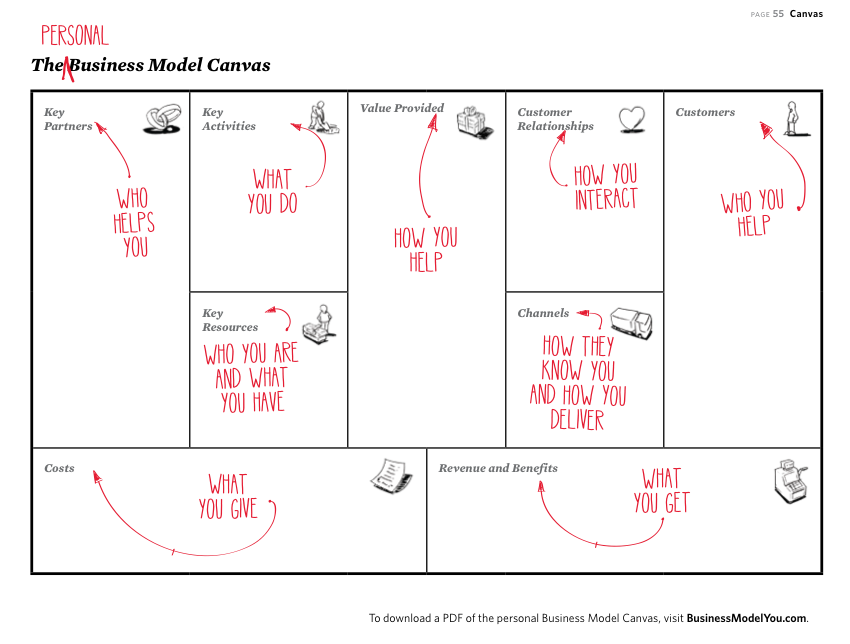 PAGE 55 Canvas
PERSONAL
The Business Model Canvas
Key
Partners
WHO
HELPS
YOU
Key
Activities
WHAT
YOU DO
Key
Resources
WHO YOU ARE
AND WHAT
YOU HAVE
Value Provided
HOW YOU
HELP
Customer
Relationships
HOW YOU
INTERACT
Channels
HOW THEY
KNOW YOU
AND HOW YOU
DELIVER
Customers
WHO YOU
HELP
Costs
WHAT
YOU GIVE
Revenue and Benefits
WHAT
YOU GET
To download a PDF of the personal Business Model Canvas, visit BusinessModelYou.com.